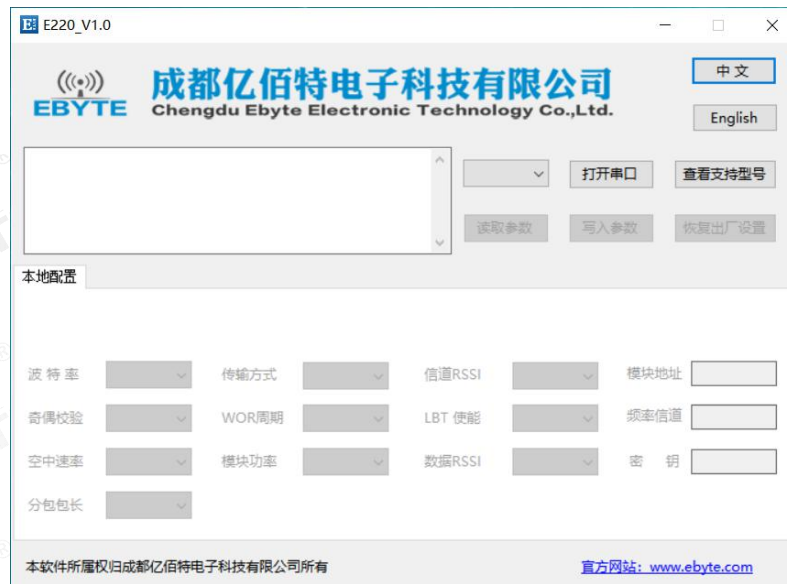 E220_V1.0
EBYTE
成都亿佰特电子科技有限公司
Chengdu Ebyte Electronic Technology Co.,Ltd.
中文
English
打开串口 查看支持型号
读取参数 写入参数 恢复出厂设置
本地配置
波特率 传输方式 信道RSSI 模块地址
奇偶校验 WOR周期 LBT 使能 频率信道
空中速率 模块功率 数据RSSI 密 钥
分包包长
本软件所属权归成都亿佰特电子科技有限公司所有 官方网站：www.ebyte.com